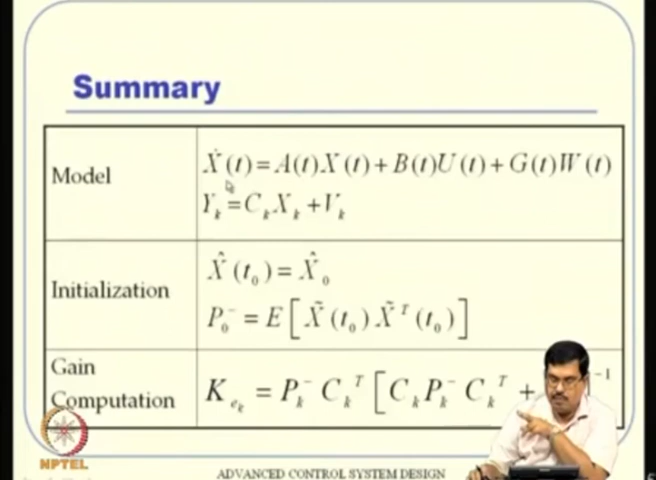 Summary
Model
Ẋ(t) = A(t)X(t) + B(t)U(t) + G(t)W(t)
Y_k = C_k X_k + V_k
Initialization
X̂(t_0) = X̂_0
P_0^- = E[X̃(t_0) X̃^T(t_0)]
Gain
Computation
K_{e_k} = P_k^- C_k^T [C_k P_k^- C_k^T + -1
NPTEL
ADVANCED CONTROL SYSTEM DESIGN